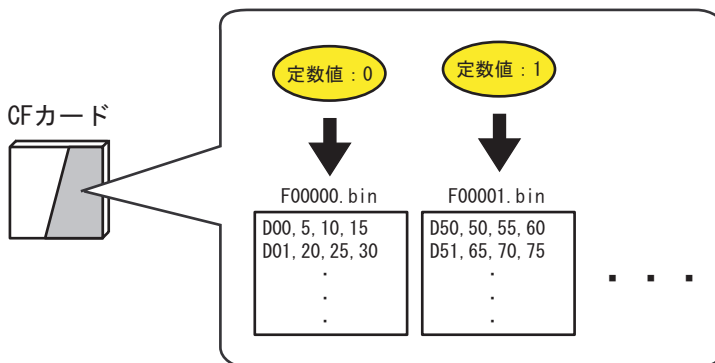 定数値：0
定数値：1
CFカード
F00000.bin
F00001.bin
D00, 5, 10, 15
D01, 20, 25, 30
・
・
・
D50, 50, 55, 60
D51, 65, 70, 75
・
・
・
・・・